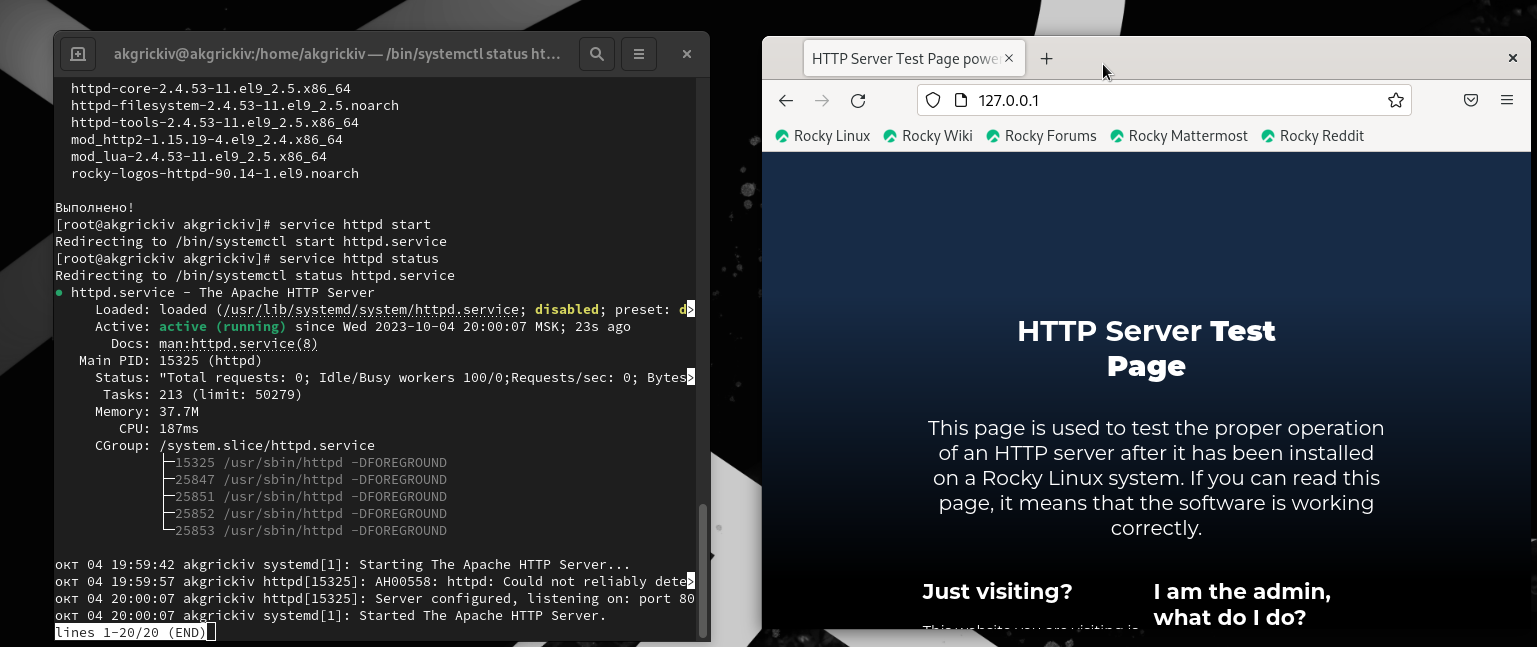 akgrickiv@akgrickiv:/home/akgrickiv — /bin/systemctl status ht…
httpd-core-2.4.53-11.el9_2.5.x86_64
httpd-filesystem-2.4.53-11.el9_2.5.noarch
httpd-tools-2.4.53-11.el9_2.5.x86_64
mod_http2-1.15.19-4.el9_2.4.x86_64
mod_lua-2.4.53-11.el9_2.5.x86_64
rocky-logos-httpd-90.14-1.el9.noarch
Выполнено!
[root@akgrickiv akgrickiv]# service httpd start
Redirecting to /bin/systemctl start httpd.service
[root@akgrickiv akgrickiv]# service httpd status
Redirecting to /bin/systemctl status httpd.service
● httpd.service - The Apache HTTP Server
Loaded: loaded (/usr/lib/systemd/system/httpd.service; disabled; preset: d>
Active: active (running) since Wed 2023-10-04 20:00:07 MSK; 23s ago
Docs: man:httpd.service(8)
Main PID: 15325 (httpd)
Status: "Total requests: 0; Idle/Busy workers 100/0;Requests/sec: 0; Bytes>
Tasks: 213 (limit: 50279)
Memory: 37.7M
CPU: 187ms
CGroup: /system.slice/httpd.service
├─15325 /usr/sbin/httpd -DFOREGROUND
├─25847 /usr/sbin/httpd -DFOREGROUND
├─25851 /usr/sbin/httpd -DFOREGROUND
├─25852 /usr/sbin/httpd -DFOREGROUND
└─25853 /usr/sbin/httpd -DFOREGROUND
окт 04 19:59:42 akgrickiv systemd[1]: Starting The Apache HTTP Server...
окт 04 19:59:57 akgrickiv httpd[15325]: AH00558: httpd: Could not reliably dete>
окт 04 20:00:07 akgrickiv httpd[15325]: Server configured, listening on: port 80
окт 04 20:00:07 akgrickiv systemd[1]: Started The Apache HTTP Server.
lines 1-20/20 (END)
HTTP Server Test Page powe
127.0.0.1
Rocky Linux Rocky Wiki Rocky Forums Rocky Mattermost Rocky Reddit
HTTP Server Test
Page
This page is used to test the proper operation
of an HTTP server after it has been installed
on a Rocky Linux system. If you can read this
page, it means that the software is working
correctly.
Just visiting?
This website you are visiting is
I am the admin,
what do I do?